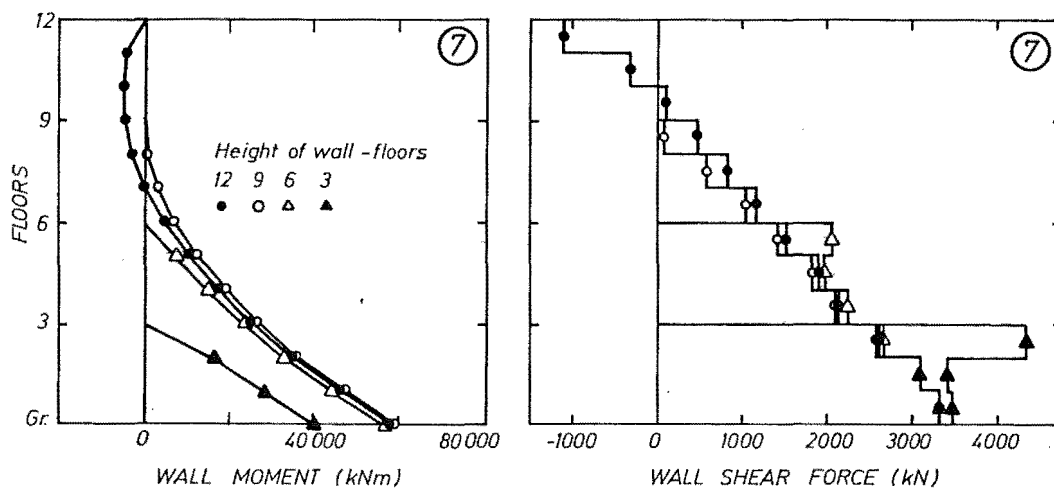 12
9
6
3
Gr.
FLOORS
7
Height of wall-floors
12 9 6 3
0 40 000 80 000
WALL MOMENT (kNm)
7
-1000 0 1000 2000 3000 4000
WALL SHEAR FORCE (kN)